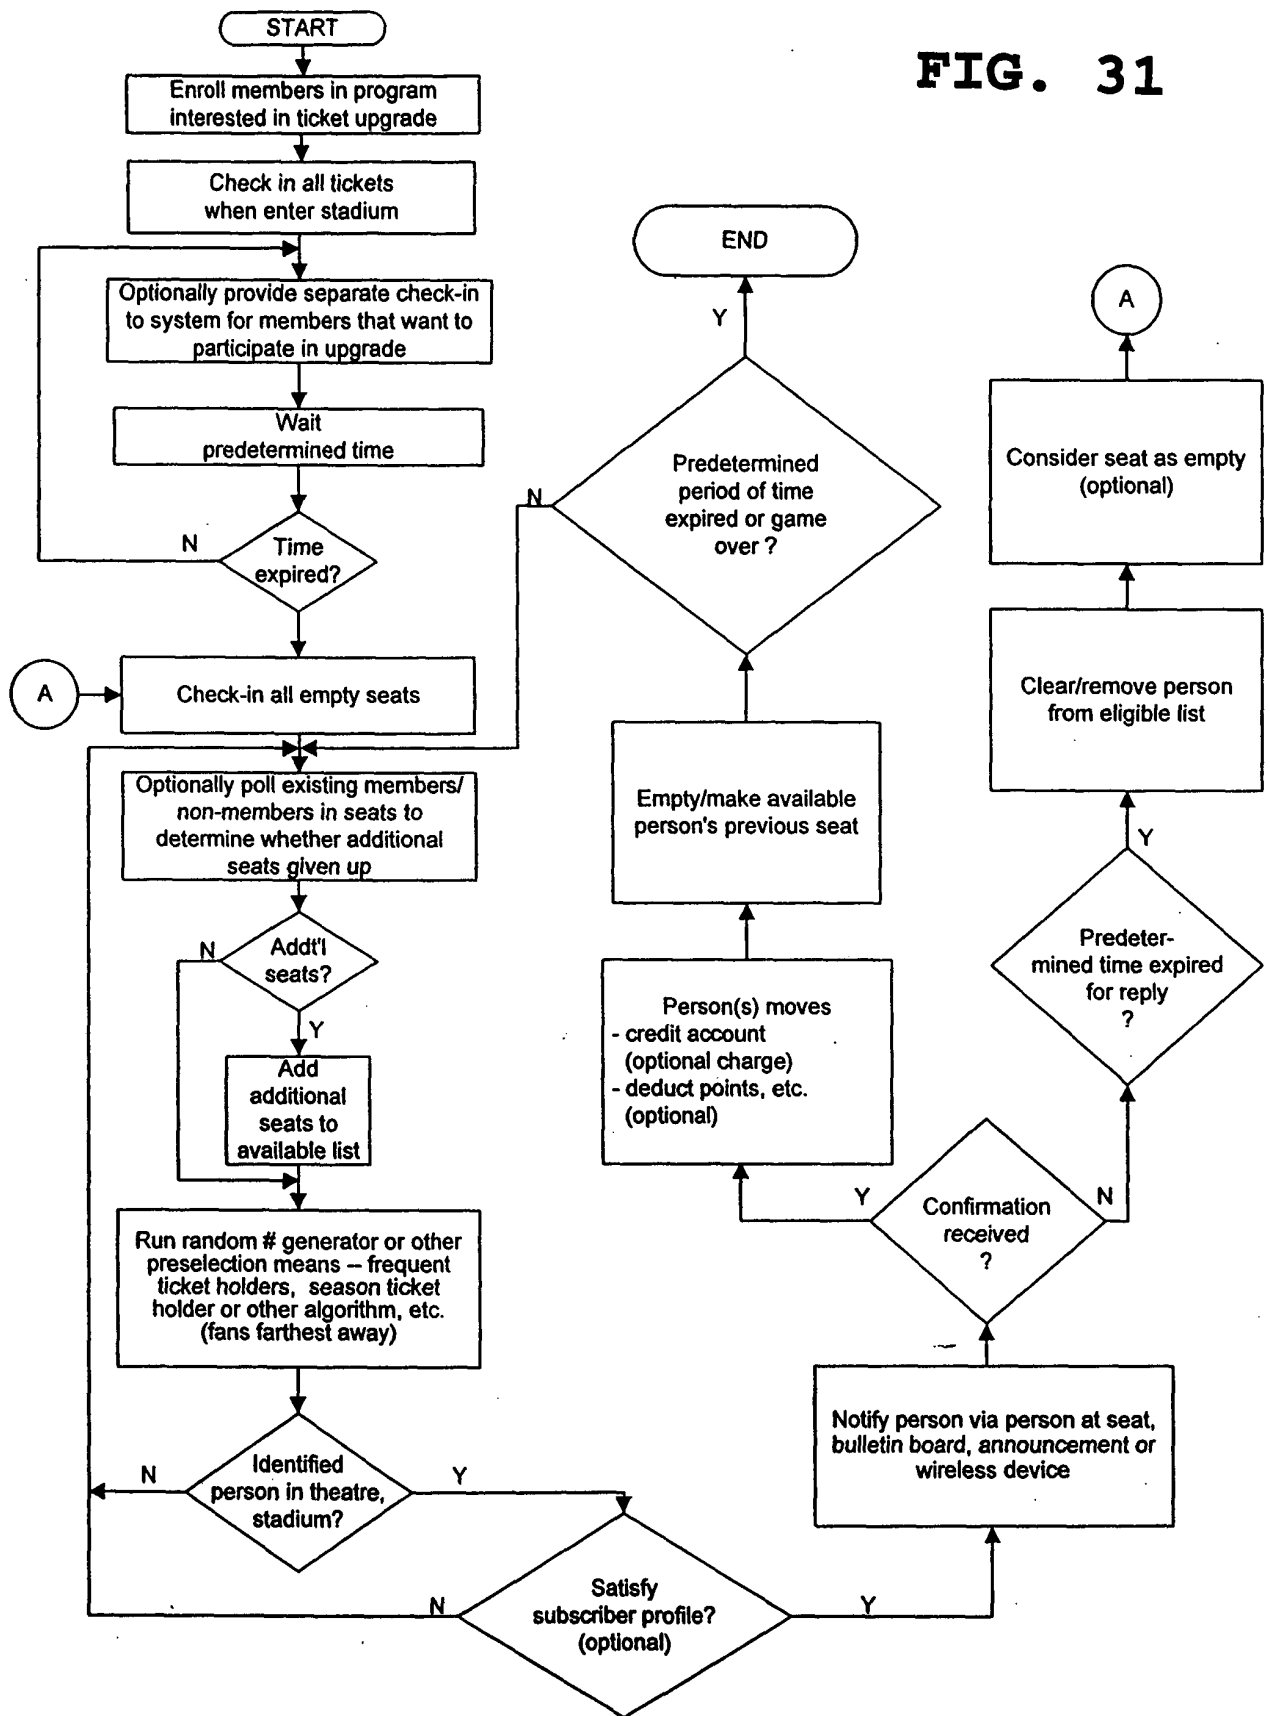 FIG. 31
START
Enroll members in program
interested in ticket upgrade
Check in all tickets
when enter stadium
Optionally provide separate check-in
to system for members that want to
participate in upgrade
Wait
predetermined time
N
Time
expired?
A
Check-in all empty seats
Optionally poll existing members/
non-members in seats to
determine whether additional
seats given up
N
Addt'l
seats?
Y
Add
additional
seats to
available list
Run random # generator or other
preselection means – frequent
ticket holders, season ticket
holder or other algorithm, etc.
(fans farthest away)
N
Identified
person in theatre,
stadium?
Y
N
Satisfy
subscriber profile?
(optional)
Y
Notify person via person at seat,
bulletin board, announcement or
wireless device
Y
Confirmation
received
?
N
Person(s) moves
- credit account
(optional charge)
- deduct points, etc.
(optional)
Empty/make available
person's previous seat
N
Predetermined
period of time
expired or game
over ?
Y
END
Predeter-
mined time expired
for reply
?
Y
Clear/remove person
from eligible list
Consider seat as empty
(optional)
A